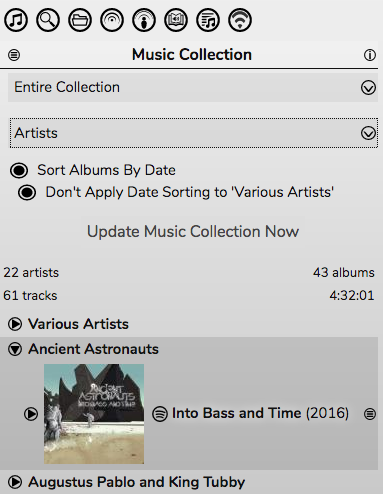 Music Collection
Entire Collection
Artists
Sort Albums By Date
Don't Apply Date Sorting to 'Various Artists'
Update Music Collection Now
22 artists 43 albums
61 tracks 4:32:01
Various Artists
Ancient Astronauts
ANCIENT
ASTRONAUTS
INTO BASS AND TIME
Into Bass and Time (2016)
Augustus Pablo and King Tubby